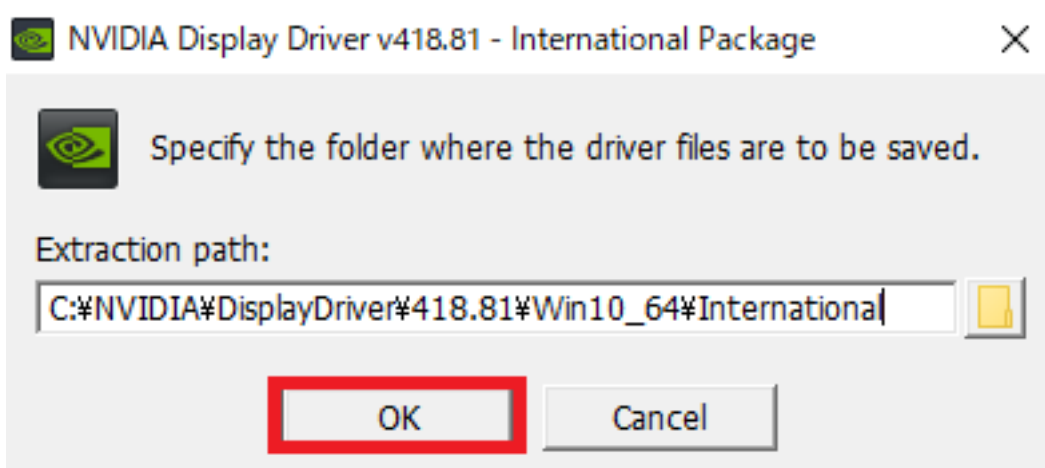 NVIDIA Display Driver v418.81 - International Package
Specify the folder where the driver files are to be saved.
Extraction path:
C:¥NVIDIA¥DisplayDriver¥418.81¥Win10_64¥International
OK
Cancel